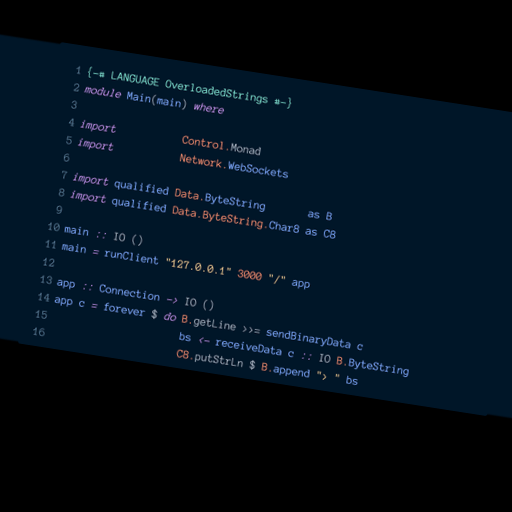 1 {-# LANGUAGE OverloadedStrings #-}
2 module Main(main) where
3
4 import           Control.Monad
5 import           Network.WebSockets
6
7 import qualified Data.ByteString       as B
8 import qualified Data.ByteString.Char8 as C8
9
10 main :: IO ()
11 main = runClient "127.0.0.1" 3000 "/" app
12
13 app :: Connection -> IO ()
14 app c = forever $ do B.getLine >>= sendBinaryData c
15                      bs <- receiveData c :: IO B.ByteString
16                      C8.putStrLn $ B.append "> " bs